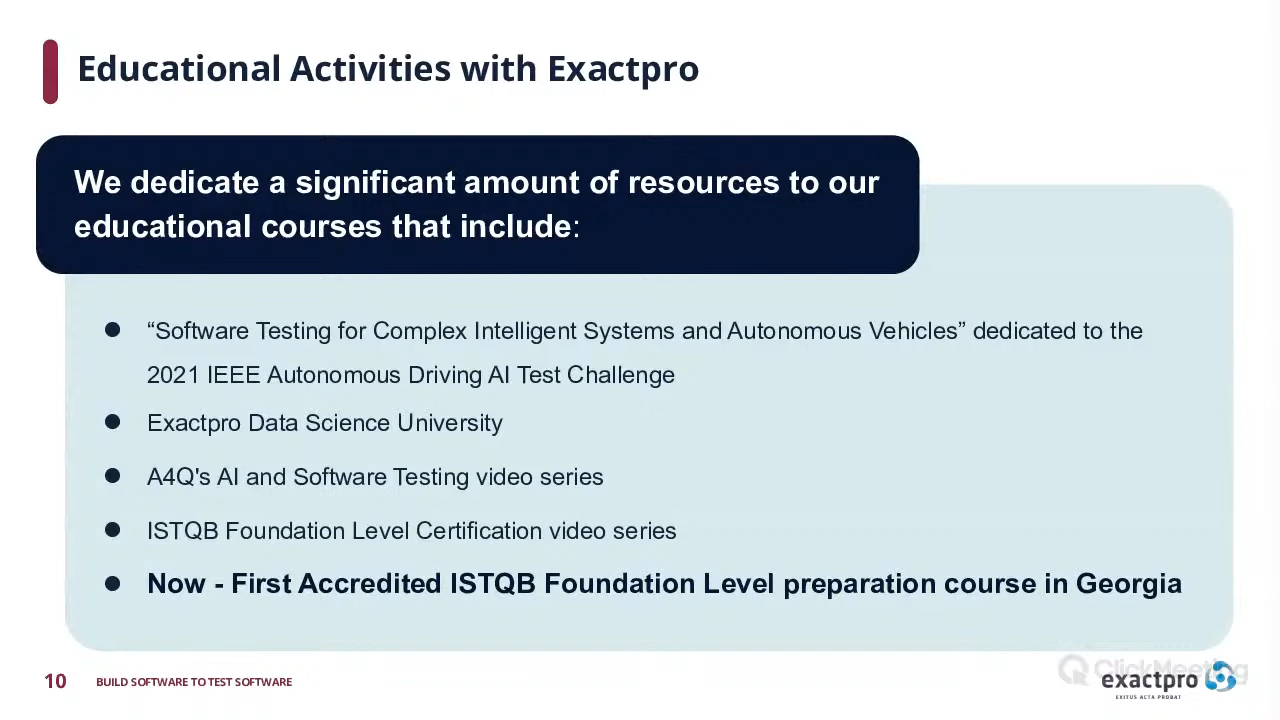 Educational Activities with Exactpro
We dedicate a significant amount of resources to our
educational courses that include:
● “Software Testing for Complex Intelligent Systems and Autonomous Vehicles” dedicated to the
2021 IEEE Autonomous Driving AI Test Challenge
● Exactpro Data Science University
● A4Q's AI and Software Testing video series
● ISTQB Foundation Level Certification video series
● Now - First Accredited ISTQB Foundation Level preparation course in Georgia
10
BUILD SOFTWARE TO TEST SOFTWARE
ClickMeeting
exactpro
EXITUS ACTA PROBAT